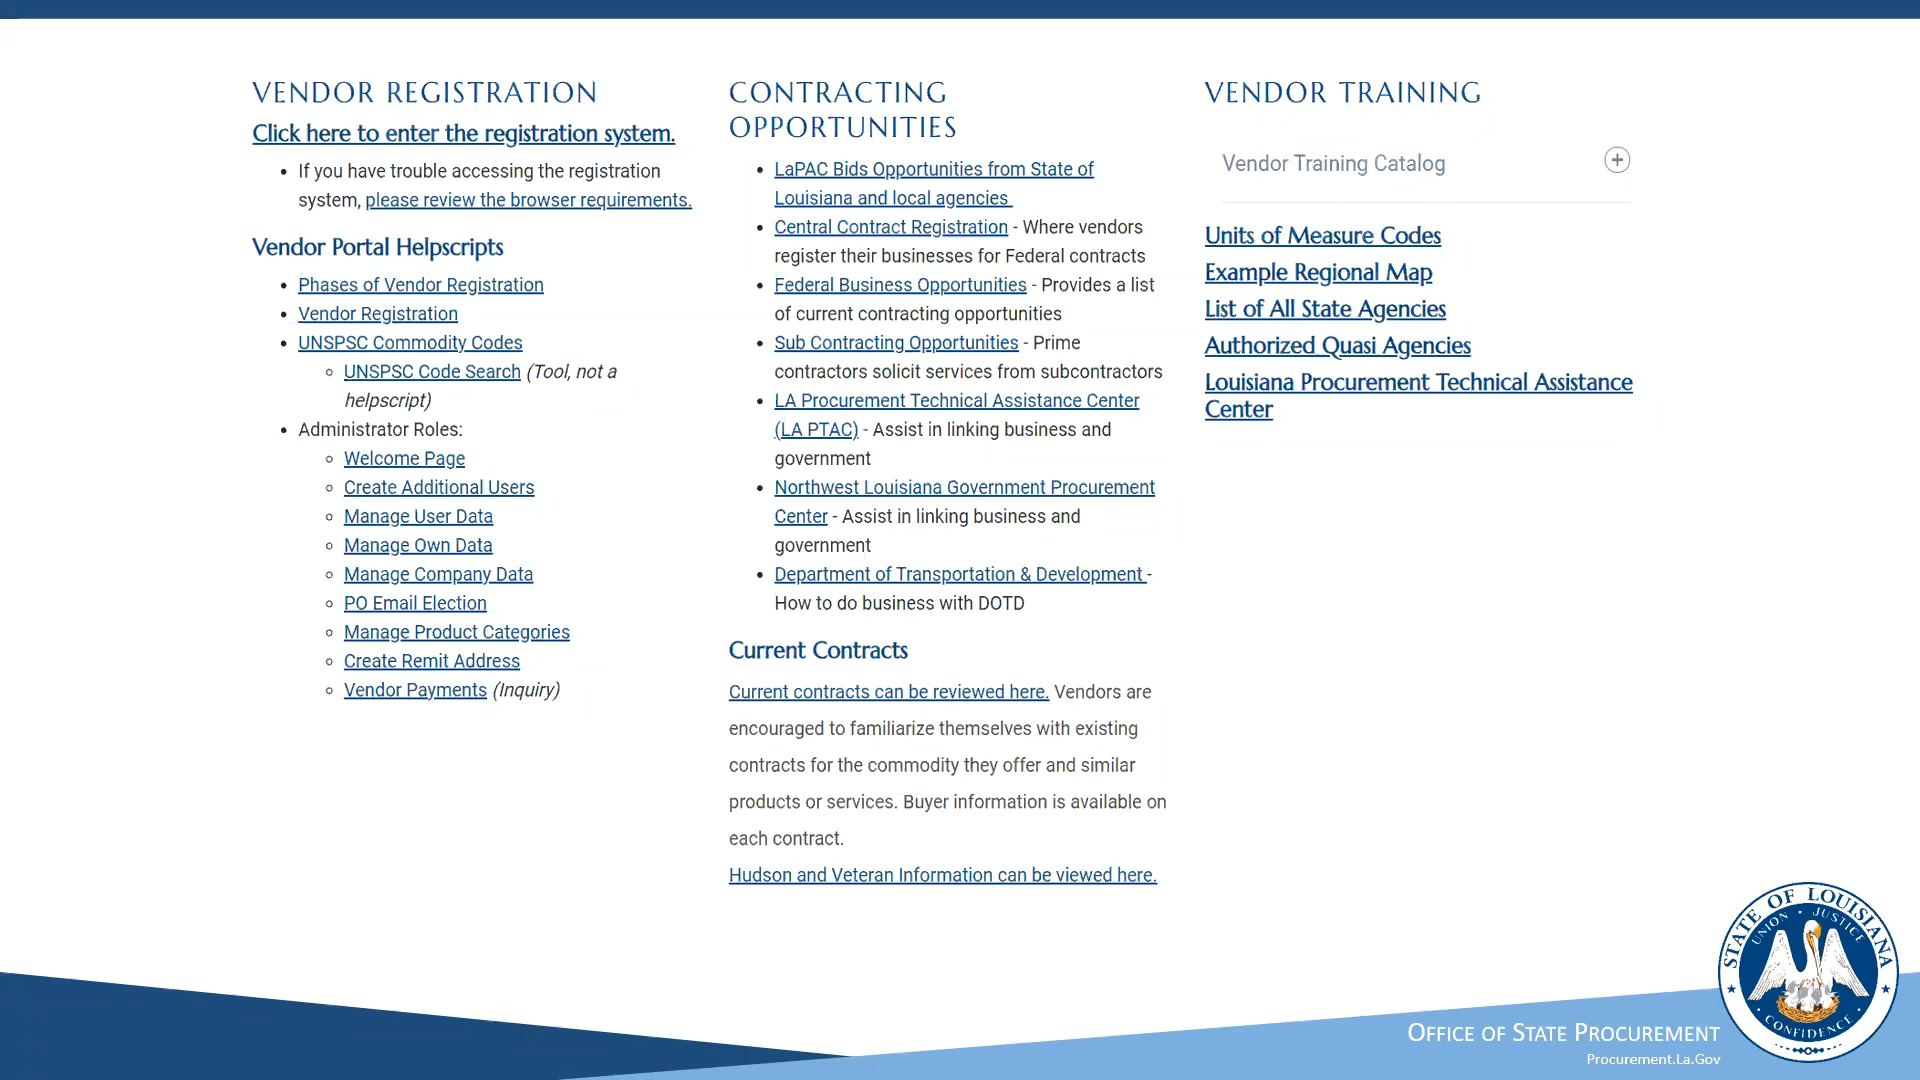 VENDOR REGISTRATION
Click here to enter the registration system.
If you have trouble accessing the registration
system, please review the browser requirements.
Vendor Portal Helpscripts
Phases of Vendor Registration
Vendor Registration
UNSPSC Commodity Codes
UNSPSC Code Search (Tool, not a
helpscript)
Administrator Roles:
Welcome Page
Create Additional Users
Manage User Data
Manage Own Data
Manage Company Data
PO Email Election
Manage Product Categories
Create Remit Address
Vendor Payments (Inquiry)
CONTRACTING
OPPORTUNITIES
LaPAC Bids Opportunities from State of
Louisiana and local agencies
Central Contract Registration - Where vendors
register their businesses for Federal contracts
Federal Business Opportunities - Provides a list
of current contracting opportunities
Sub Contracting Opportunities - Prime
contractors solicit services from subcontractors
LA Procurement Technical Assistance Center
(LA PTAC) - Assist in linking business and
government
Northwest Louisiana Government Procurement
Center - Assist in linking business and
government
Department of Transportation & Development -
How to do business with DOTD
Current Contracts
Current contracts can be reviewed here. Vendors are
encouraged to familiarize themselves with existing
contracts for the commodity they offer and similar
products or services. Buyer information is available on
each contract.
Hudson and Veteran Information can be viewed here.
VENDOR TRAINING
Vendor Training Catalog
Units of Measure Codes
Example Regional Map
List of All State Agencies
Authorized Quasi Agencies
Louisiana Procurement Technical Assistance
Center
STATE OF LOUISIANA
UNION · JUSTICE
CONFIDENCE
OFFICE OF STATE PROCUREMENT
Procurement.La.Gov